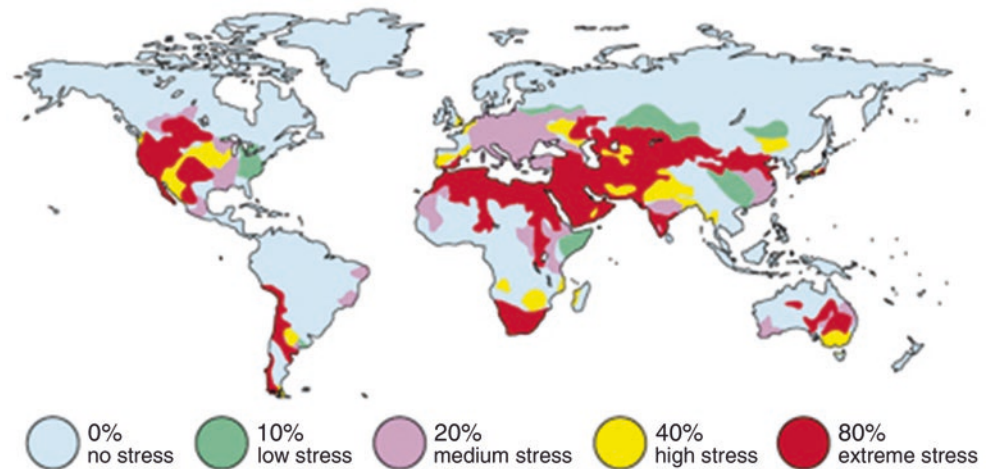 0%
no stress
10%
low stress
20%
medium stress
40%
high stress
80%
extreme stress